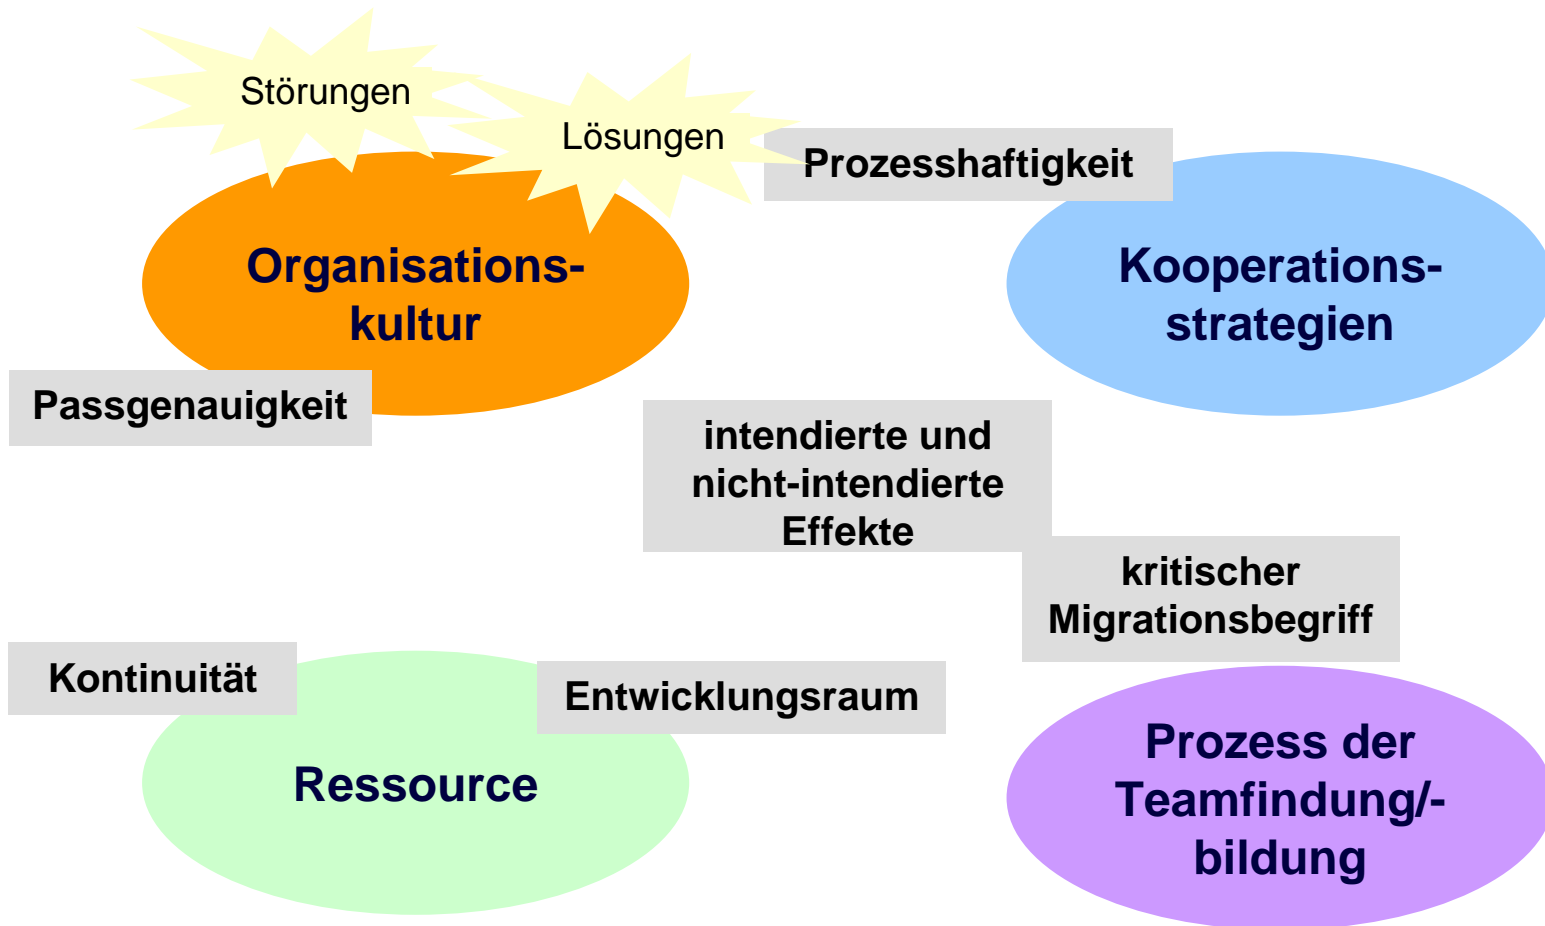 Störungen
Lösungen
Prozesshaftigkeit
Organisations-
kultur
Kooperations-
strategien
Passgenauigkeit
intendierte und
nicht-intendierte
Effekte
kritischer
Migrationsbegriff
Kontinuität
Entwicklungsraum
Ressource
Prozess der
Teamfindung/-
bildung